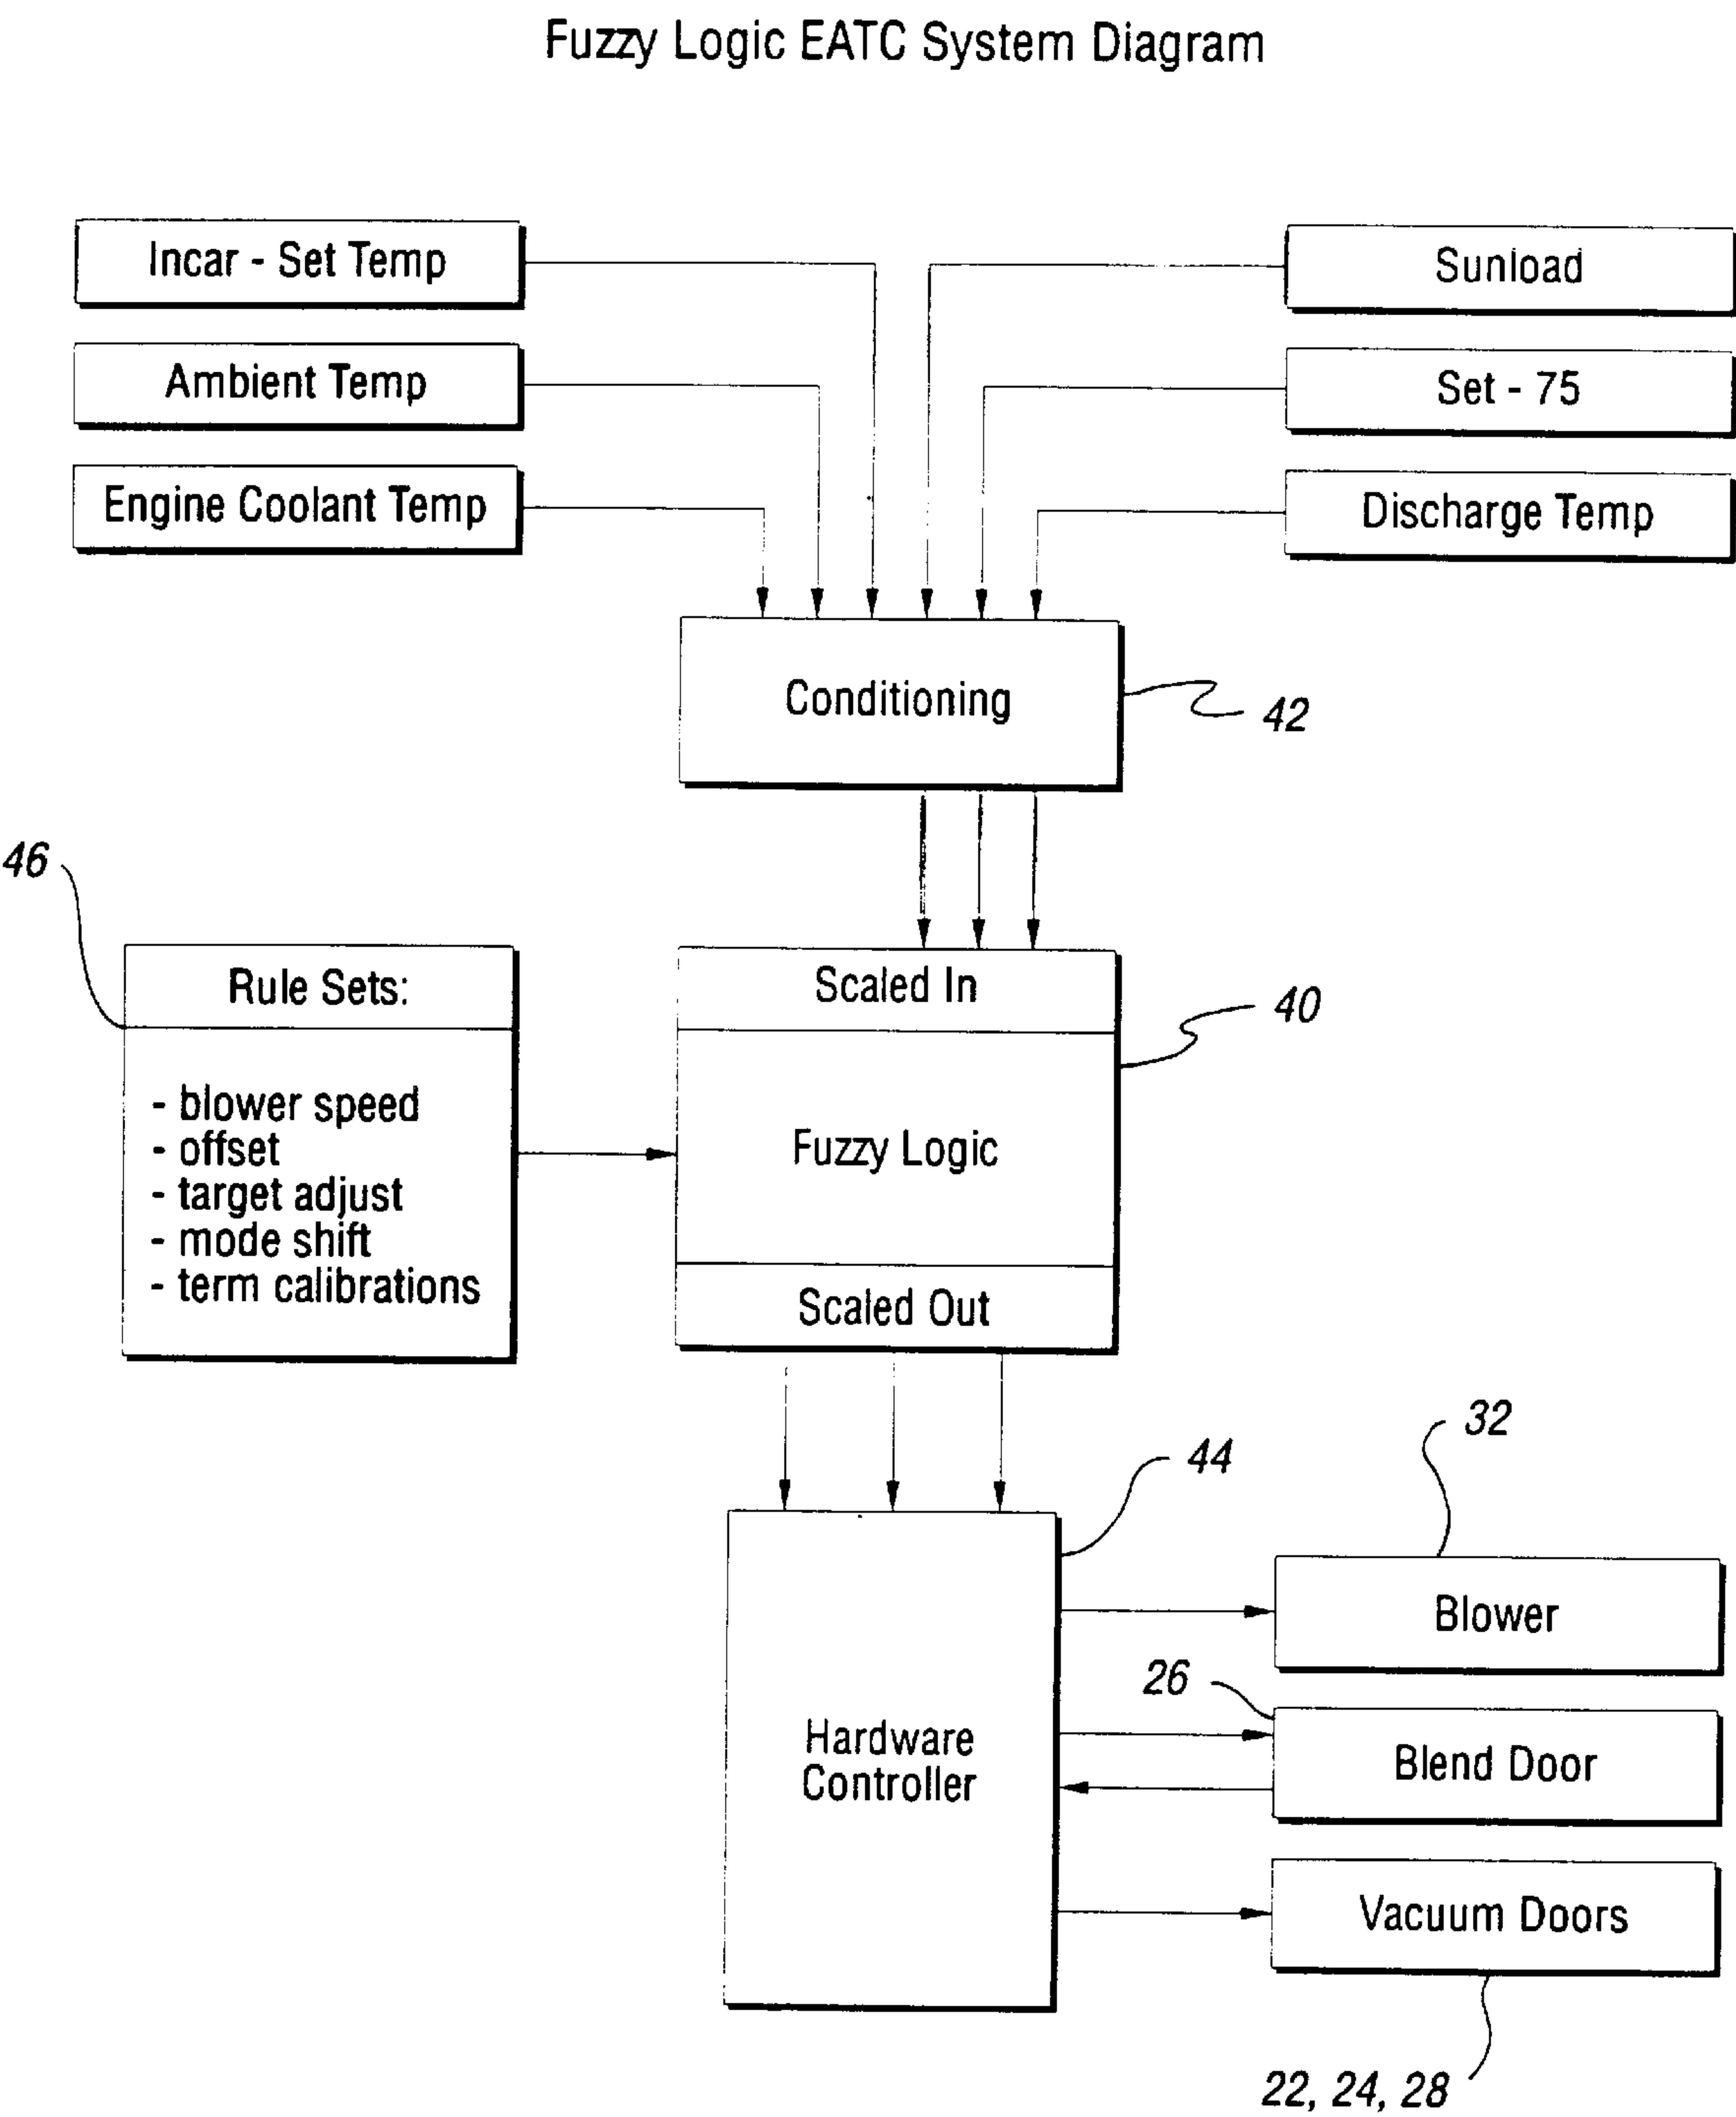 Fuzzy Logic EATC System Diagram
Incar - Set Temp
Sunload
Ambient Temp
Set - 75
Engine Coolant Temp
Discharge Temp
Conditioning
42
46
Rule Sets:
- blower speed
- offset
- target adjust
- mode shift
- term calibrations
Scaled In
40
Fuzzy Logic
Scaled Out
44
32
Hardware
Controller
Blower
26
Blend Door
Vacuum Doors
22, 24, 28